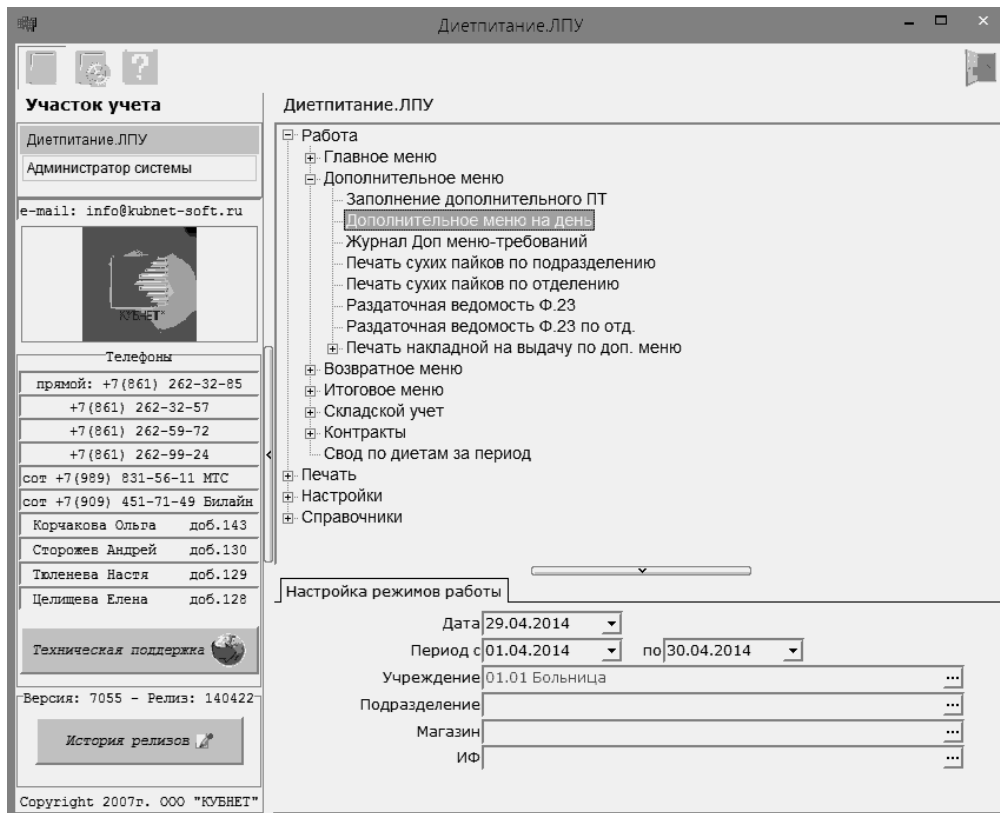 Диетпитание.ЛПУ
?
Участок учета
Диетпитание.ЛПУ
Администратор системы
e-mail: info@kubnet-soft.ru
КУБНЕТ
Телефоны
прямой: +7(861) 262-32-85
+7(861) 262-32-57
+7(861) 262-59-72
+7(861) 262-99-24
сот +7(989) 831-56-11 МТС
сот +7(909) 451-71-49 Билайн
Корчакова Ольга доб.143
Сторожев Андрей доб.130
Тюленева Настя доб.129
Целищева Елена доб.128
Техническая поддержка
Версия: 7055 - Релиз: 140422
История релизов
Copyright 2007г. ООО "КУБНЕТ"
Диетпитание.ЛПУ
Работа
Главное меню
Дополнительное меню
Заполнение дополнительного ПТ
Дополнительное меню на день
Журнал Доп меню-требований
Печать сухих пайков по подразделению
Печать сухих пайков по отделению
Раздаточная ведомость Ф.23
Раздаточная ведомость Ф.23 по отд.
Печать накладной на выдачу по доп. меню
Возвратное меню
Итоговое меню
Складской учет
Контракты
Свод по диетам за период
Печать
Настройки
Справочники
Настройка режимов работы
Дата 29.04.2014
Период с 01.04.2014 по 30.04.2014
Учреждение 01.01 Больница ...
Подразделение ...
Магазин ...
ИФ ...